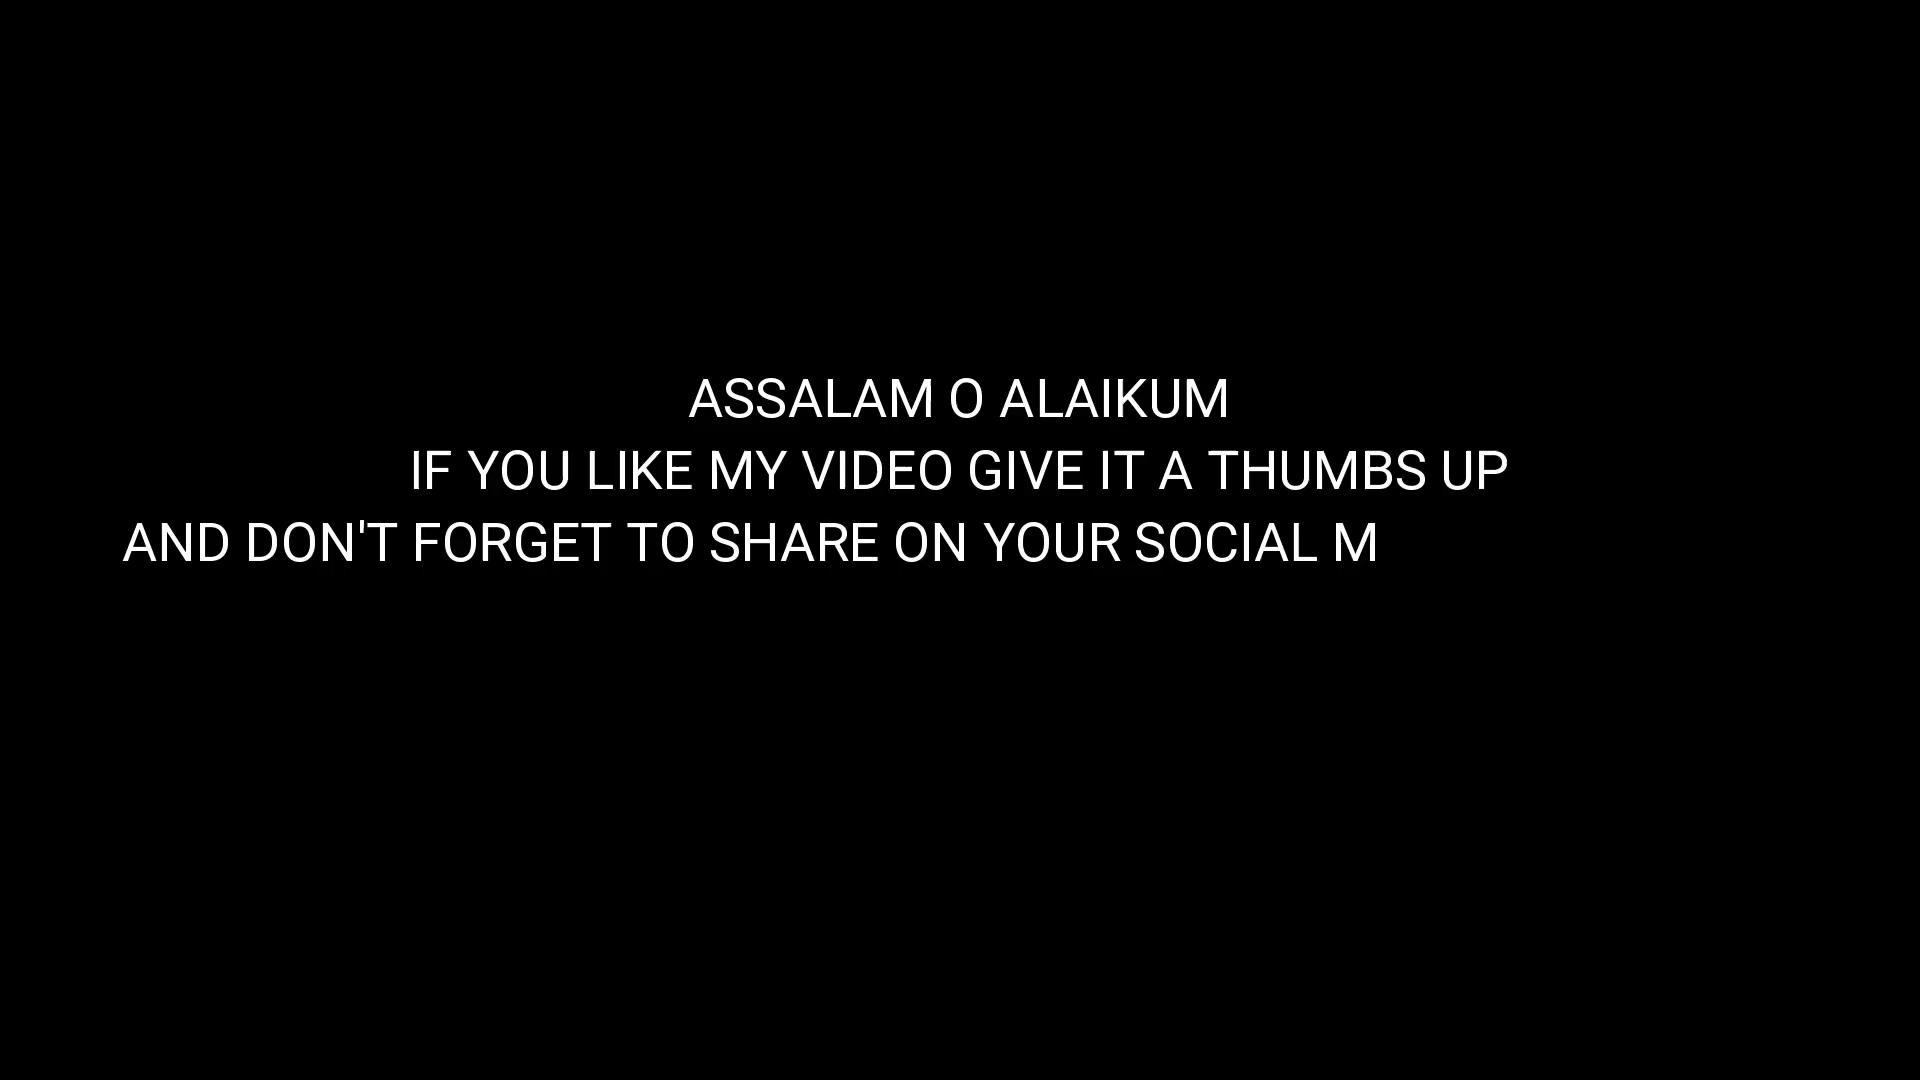 ASSALAM O ALAIKUM
IF YOU LIKE MY VIDEO GIVE IT A THUMBS UP
AND DON'T FORGET TO SHARE ON YOUR SOCIAL M